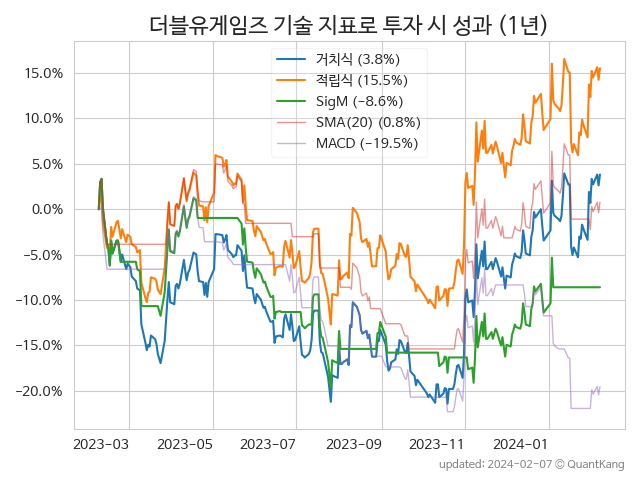 더블유게임즈 기술 지표로 투자 시 성과 (1년)
거치식 (3.8%)
적립식 (15.5%)
SigM (−8.6%)
SMA(20) (0.8%)
MACD (−19.5%)
15.0%
10.0%
5.0%
0.0%
−5.0%
−10.0%
−15.0%
−20.0%
2023-03 2023-05 2023-07 2023-09 2023-11 2024-01
updated: 2024-02-07 © QuantKang